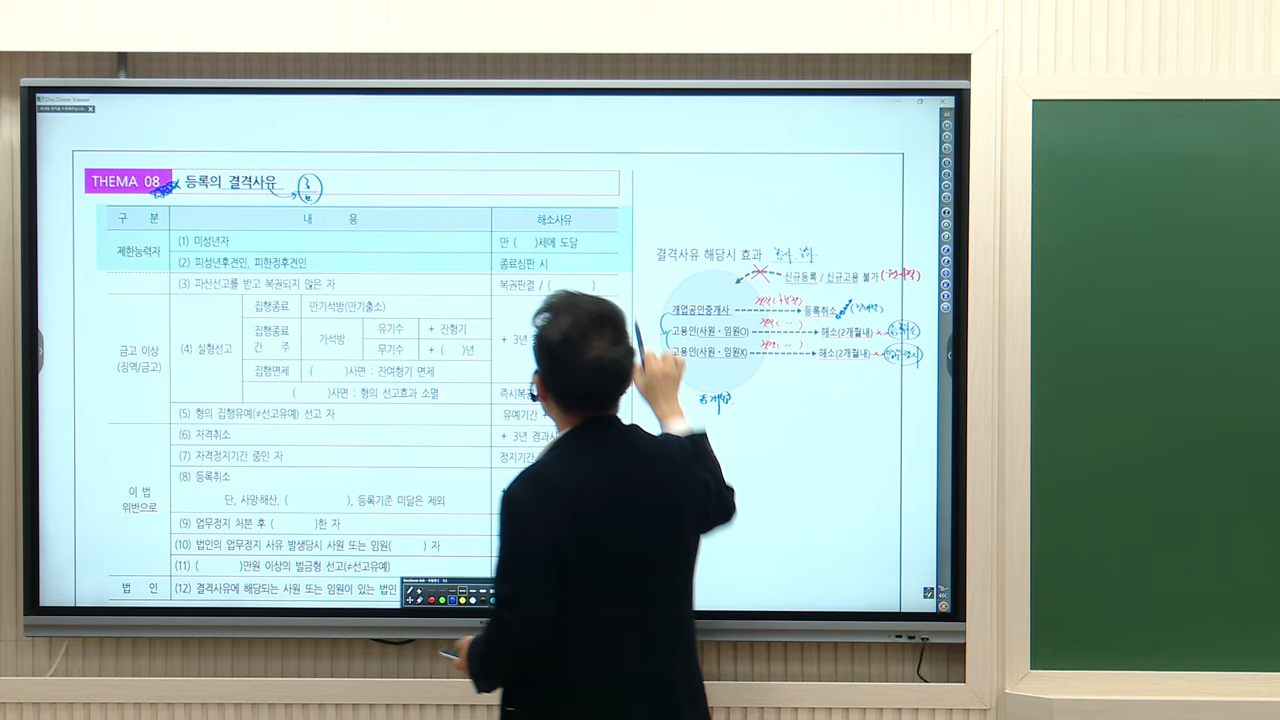 DocZoom Viewer
THEMA 08 등록의 결격사유
구 분 내 용 해소사유
제한능력자 (1) 미성년자 만 ( )세에 도달
(2) 피성년후견인, 피한정후견인 종료심판 시
(3) 파산선고를 받고 복권되지 않은 자 복권판결 / ( )
금고 이상
(징역/금고)
(4) 실형선고
집행종료 만기석방(만기출소)
집행종료
간 주
가석방
유기수 + 잔형기
무기수 + ( )년
+ 3년
집행면제 ( )사면 : 잔여형기 면제
( )사면 : 형의 선고효과 소멸 즉시
(5) 형의 집행유예(≠선고유예) 선고 자 유예기간 +
이 법
위반으로
(6) 자격취소 + 3년
(7) 자격정지기간 중인 자 정지기간
(8) 등록취소
단, 사망해산, ( ), 등록기준 미달은 제외
(9) 업무정지 처분 후 ( )한 자
(10) 법인의 업무정지 사유 발생당시 사원 또는 임원( ) 자
(11) ( )만원 이상의 벌금형 선고(≠선고유예)
법 인 (12) 결격사유에 해당되는 사원 또는 임원이 있는 법인
결격사유 해당시 효과
신규등록 / 신규고용 불가
개업공인중개사 등록취소
고용인(사원·임원O) 해소(2개월내)
고용인(사원·임원X) 해소(2개월내)